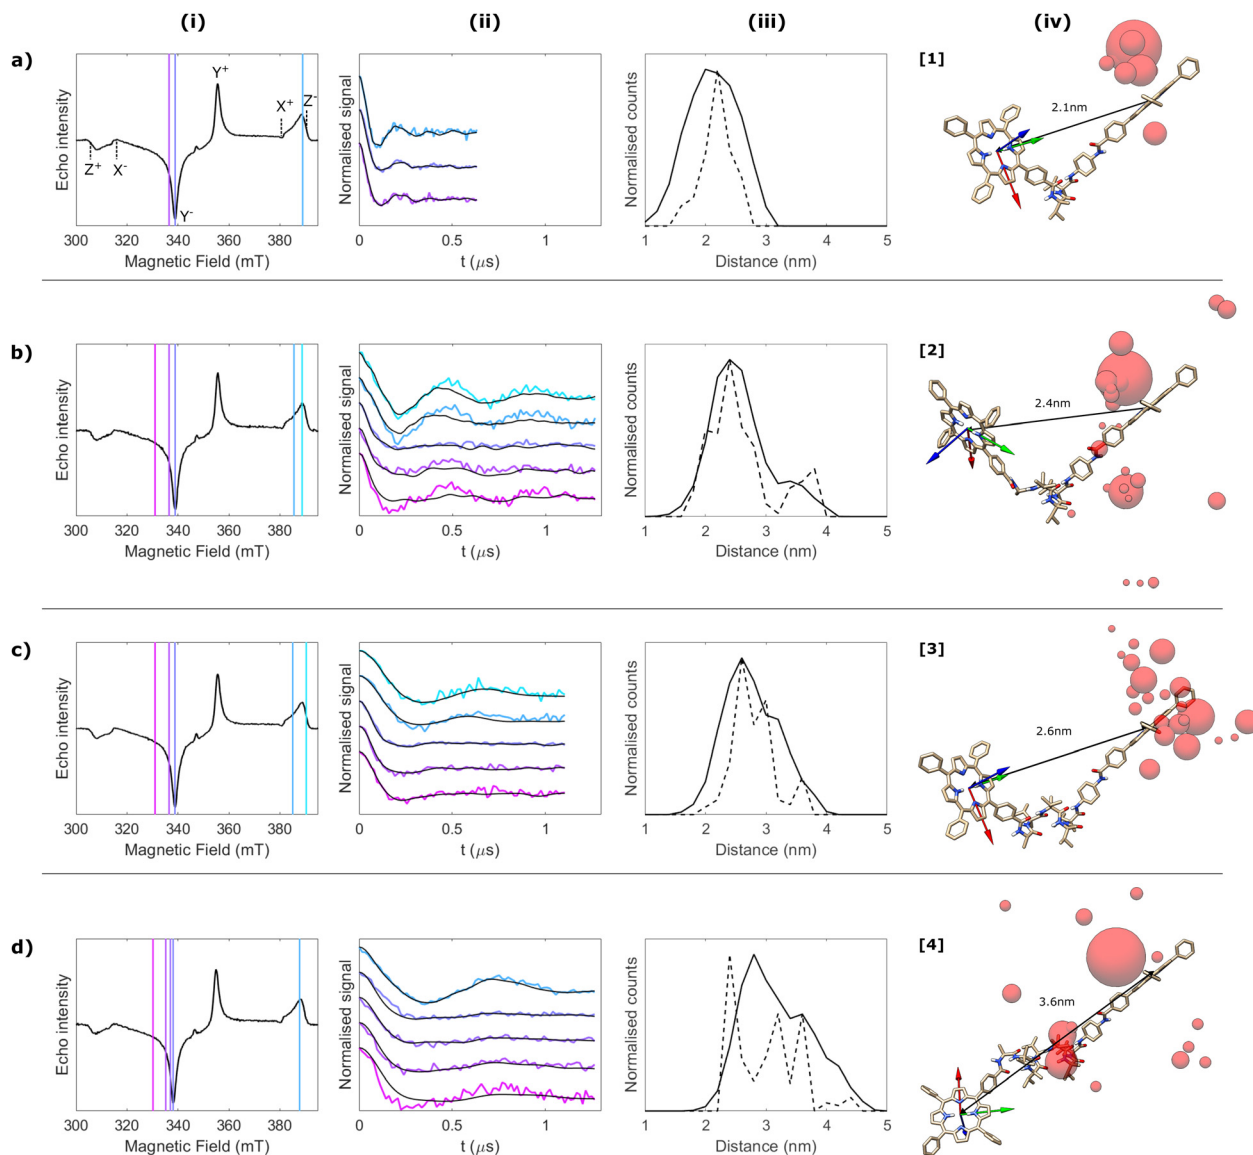 (i) (ii) (iii) (iv)
a)
Echo intensity
Z⁺ X⁻ Y⁻ Y⁺ X⁺ Z⁻
300 320 340 360 380
Magnetic Field (mT)
Normalised signal
0 0.5 1
t (μs)
Normalised counts
1 2 3 4 5
Distance (nm)
[1]
2.1nm
b)
Echo intensity
300 320 340 360 380
Magnetic Field (mT)
Normalised signal
0 0.5 1
t (μs)
Normalised counts
1 2 3 4 5
Distance (nm)
[2]
2.4nm
c)
Echo intensity
300 320 340 360 380
Magnetic Field (mT)
Normalised signal
0 0.5 1
t (μs)
Normalised counts
1 2 3 4 5
Distance (nm)
[3]
2.6nm
d)
Echo intensity
300 320 340 360 380
Magnetic Field (mT)
Normalised signal
0 0.5 1
t (μs)
Normalised counts
1 2 3 4 5
Distance (nm)
[4]
3.6nm